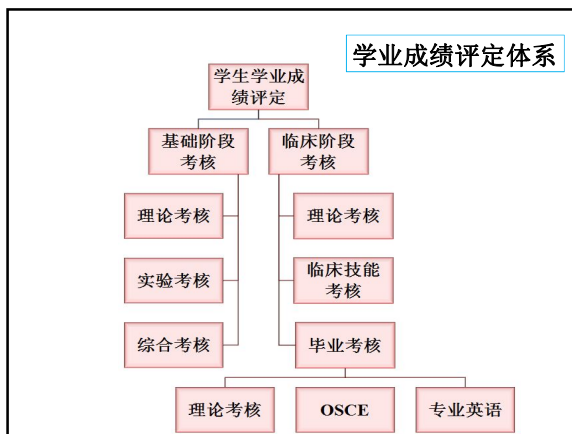 学业成绩评定体系
学生学业成
绩评定
基础阶段
考核
临床阶段
考核
理论考核
理论考核
实验考核
临床技能
考核
综合考核
毕业考核
理论考核
OSCE
专业英语